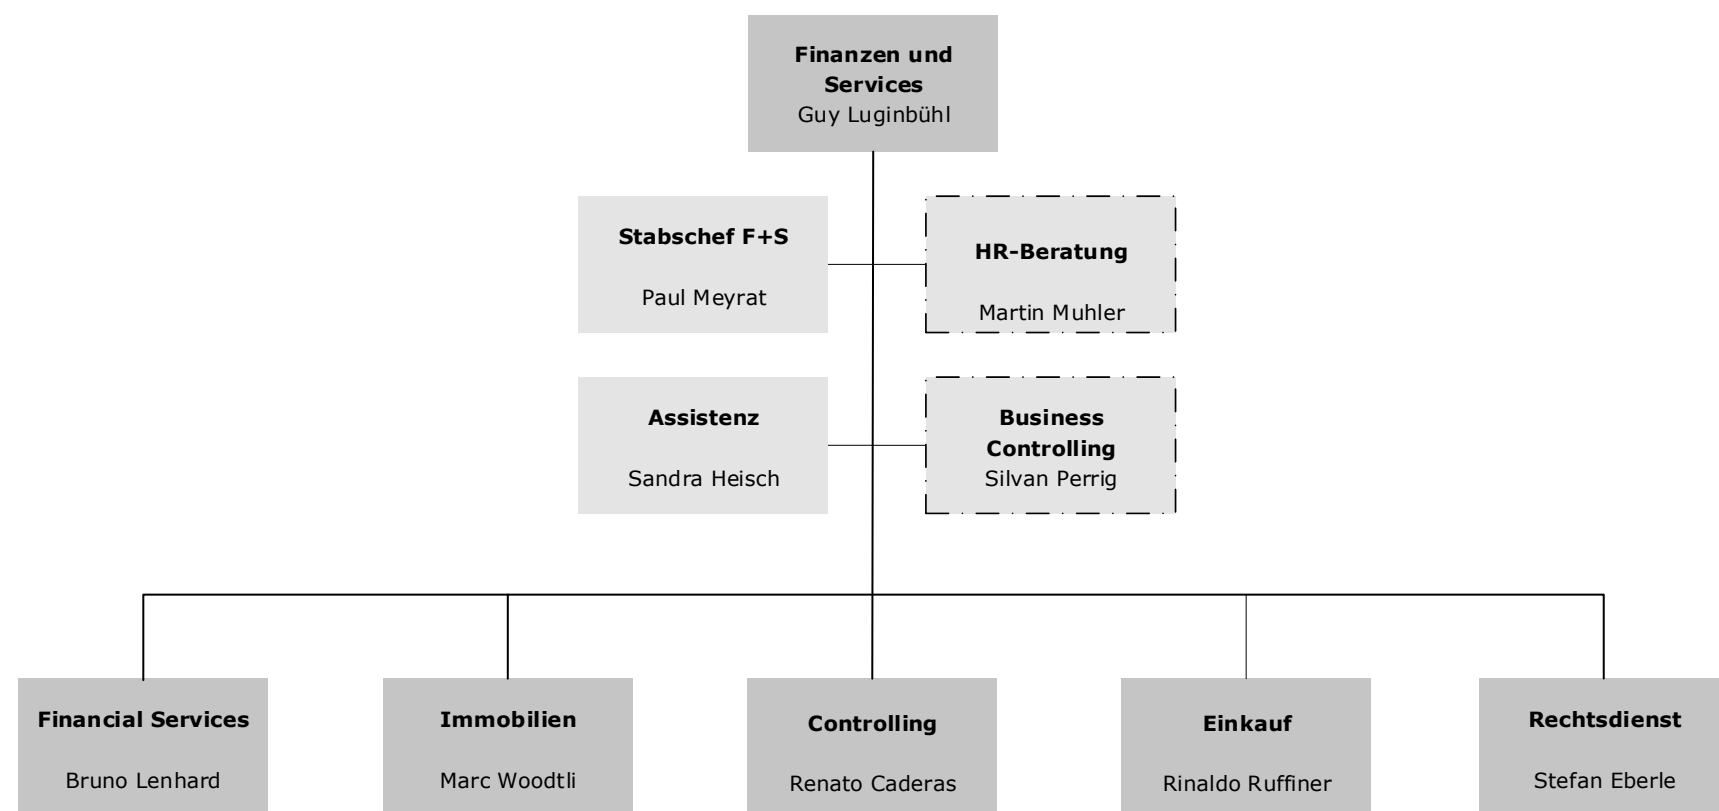 Finanzen und
Services
Guy Luginbühl
Stabschef F+S
Paul Meyrat
HR-Beratung
Martin Muhler
Assistenz
Sandra Heisch
Business
Controlling
Silvan Perrig
Financial Services
Bruno Lenhard
Immobilien
Marc Woodtli
Controlling
Renato Caderas
Einkauf
Rinaldo Ruffiner
Rechtsdienst
Stefan Eberle